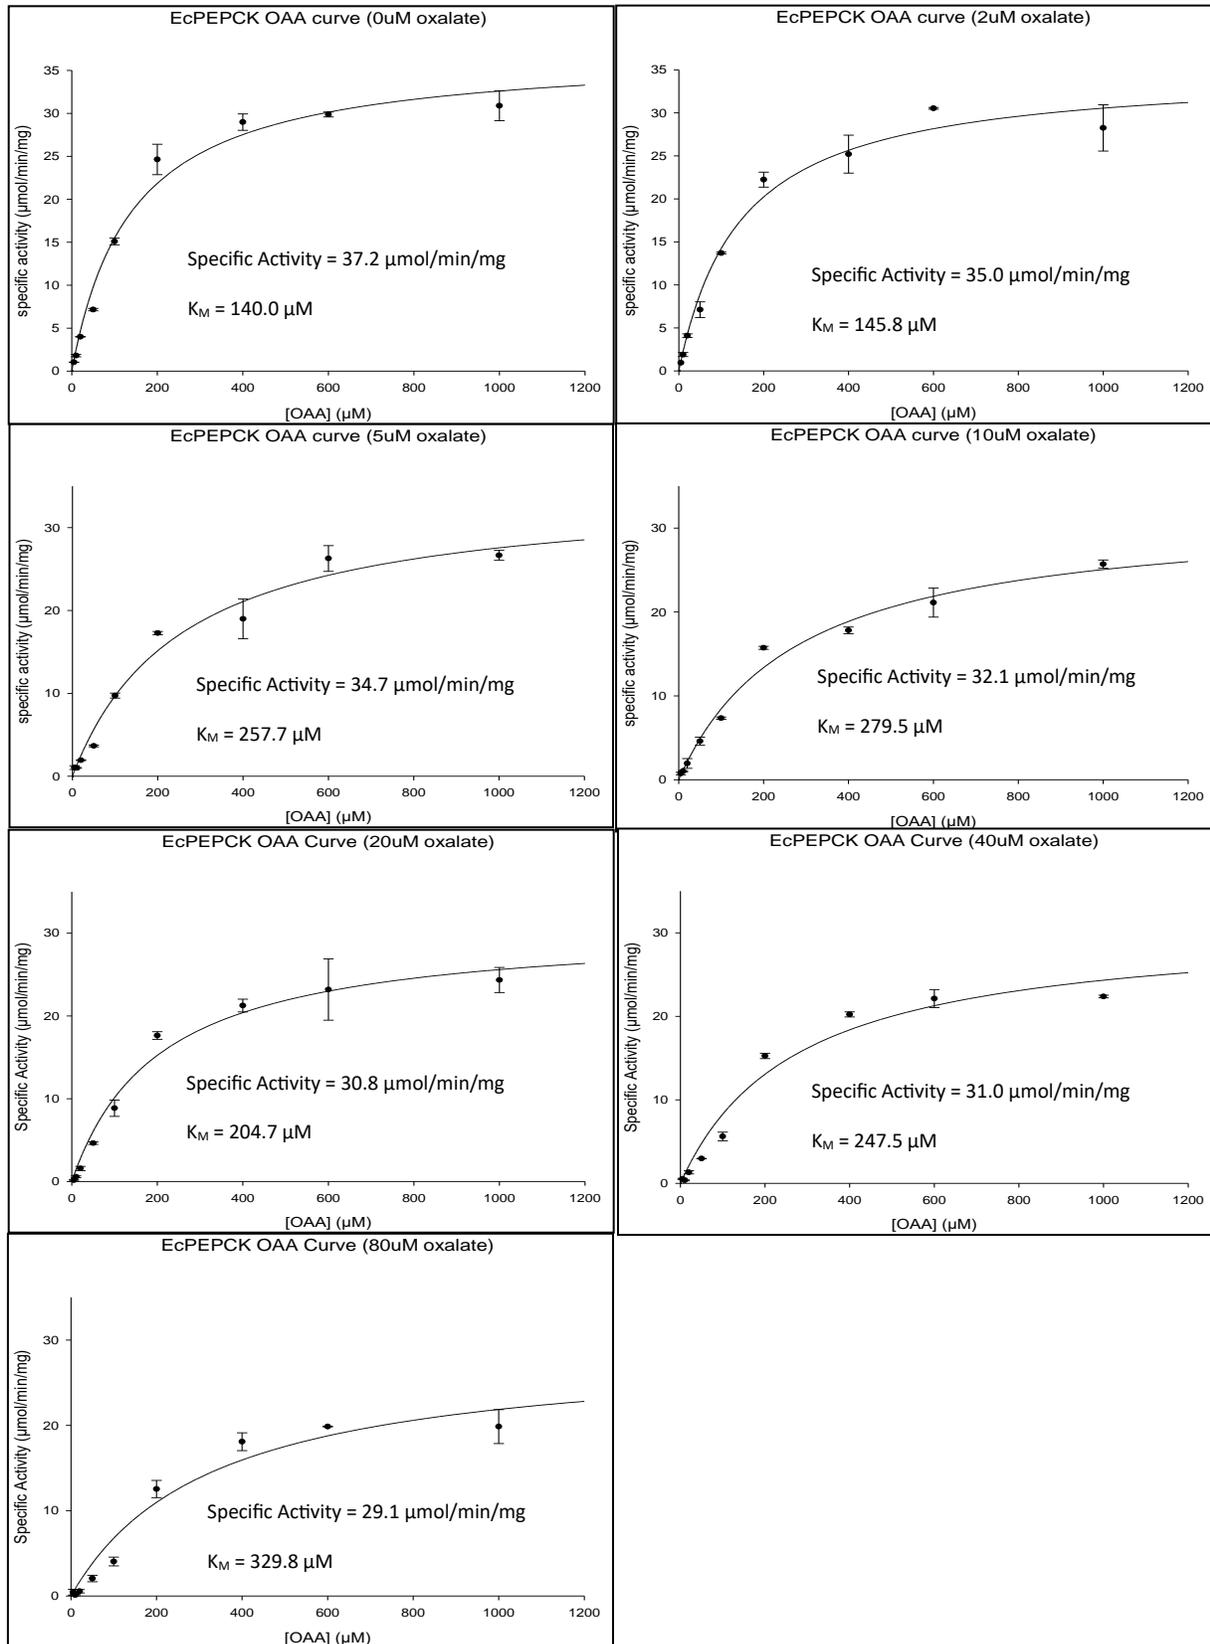 EcPEPCK OAA curve (0uM oxalate)
specific activity (µmol/min/mg)
35
30
25
20
15
10
5
0
Specific Activity = 37.2 µmol/min/mg
KM = 140.0 µM
0 200 400 600 800 1000 1200
[OAA] (µM)
EcPEPCK OAA curve (2uM oxalate)
specific activity (µmol/min/mg)
35
30
25
20
15
10
5
0
Specific Activity = 35.0 µmol/min/mg
KM = 145.8 µM
0 200 400 600 800 1000 1200
[OAA] (µM)
EcPEPCK OAA curve (5uM oxalate)
specific activity (µmol/min/mg)
30
20
10
0
Specific Activity = 34.7 µmol/min/mg
KM = 257.7 µM
0 200 400 600 800 1000 1200
[OAA] (µM)
EcPEPCK OAA curve (10uM oxalate)
specific activity (µmol/min/mg)
30
20
10
0
Specific Activity = 32.1 µmol/min/mg
KM = 279.5 µM
0 200 400 600 800 1000 1200
[OAA] (µM)
EcPEPCK OAA Curve (20uM oxalate)
Specific Activity (µmol/min/mg)
30
20
10
0
Specific Activity = 30.8 µmol/min/mg
KM = 204.7 µM
0 200 400 600 800 1000 1200
[OAA] (µM)
EcPEPCK OAA Curve (40uM oxalate)
Specific Activity (µmol/min/mg)
30
20
10
0
Specific Activity = 31.0 µmol/min/mg
KM = 247.5 µM
0 200 400 600 800 1000 1200
[OAA] (µM)
EcPEPCK OAA Curve (80uM oxalate)
Specific Activity (µmol/min/mg)
30
20
10
0
Specific Activity = 29.1 µmol/min/mg
KM = 329.8 µM
0 200 400 600 800 1000 1200
[OAA] (µM)